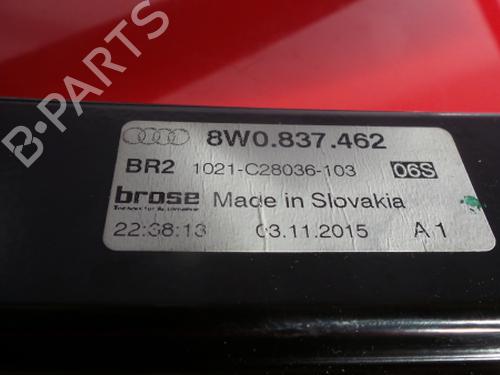 B-PARTS
8W0.837.462
BR2 1021-C28036-103 06S
brose Made in Slovakia
22:38:13 03.11.2015 A1